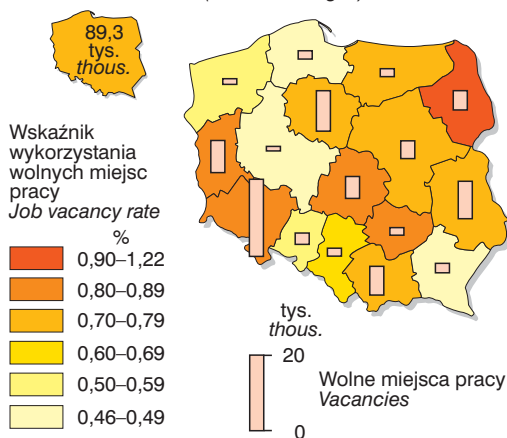 89,3
tys.
thous.
Wskaźnik
wykorzystania
wolnych miejsc
pracy
Job vacancy rate
%
0,90–1,22
0,80–0,89
0,70–0,79
0,60–0,69
0,50–0,59
0,46–0,49
tys.
thous.
20
0
Wolne miejsca pracy
Vacancies